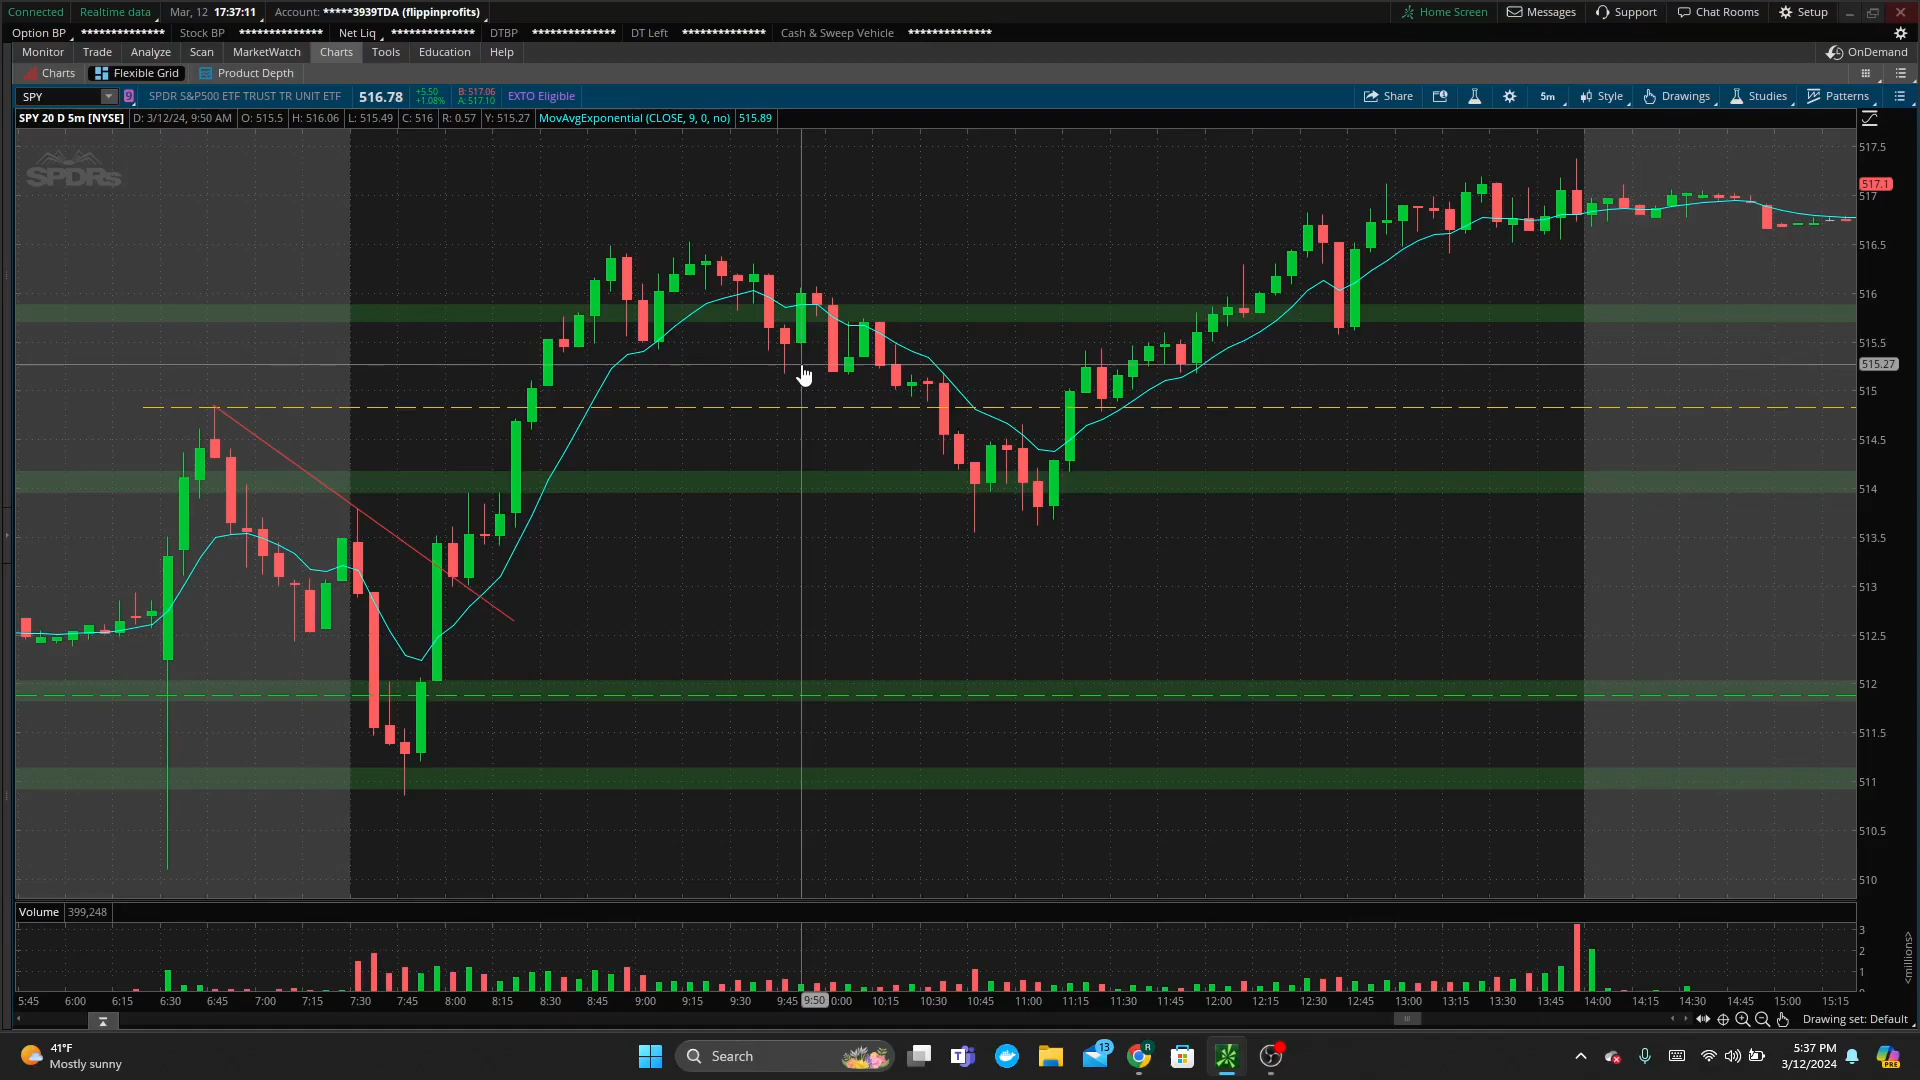 Connected Realtime data Mar, 12 17:37:11 Account: *****3939TDA (flippinprofits) Home Screen Messages Support Chat Rooms Setup
Option BP ************** Stock BP ************** Net Liq ************** DTBP ************** DT Left ************** Cash & Sweep Vehicle **************
Monitor Trade Analyze Scan MarketWatch Charts Tools Education Help OnDemand
Charts Flexible Grid Product Depth
SPY 9 SPDR S&P500 ETF TRUST TR UNIT ETF 516.78 +5.50 +1.08% B: 517.06 A: 517.10 EXTO Eligible Share 5m Style Drawings Studies Patterns
SPY 20 D 5m [NYSE] D: 3/12/24, 9:50 AM O: 515.5 H: 516.06 L: 515.49 C: 516 R: 0.57 Y: 515.27 MovAvgExponential (CLOSE, 9, 0, no) 515.89
SPDRs
517.5
517.1
517
516.5
516
515.5
515.27
515
514.5
514
513.5
513
512.5
512
511.5
511
510.5
510
Volume 399,248
3
2
1
<millions>
5:45 6:00 6:15 6:30 6:45 7:00 7:15 7:30 7:45 8:00 8:15 8:30 8:45 9:00 9:15 9:30 9:45 9:50 0:00 10:15 10:30 10:45 11:00 11:15 11:30 11:45 12:00 12:15 12:30 12:45 13:00 13:15 13:30 13:45 14:00 14:15 14:30 14:45 15:00 15:15
Drawing set: Default
41°F
Mostly sunny
Search
13
R
5:37 PM
3/12/2024
PRE